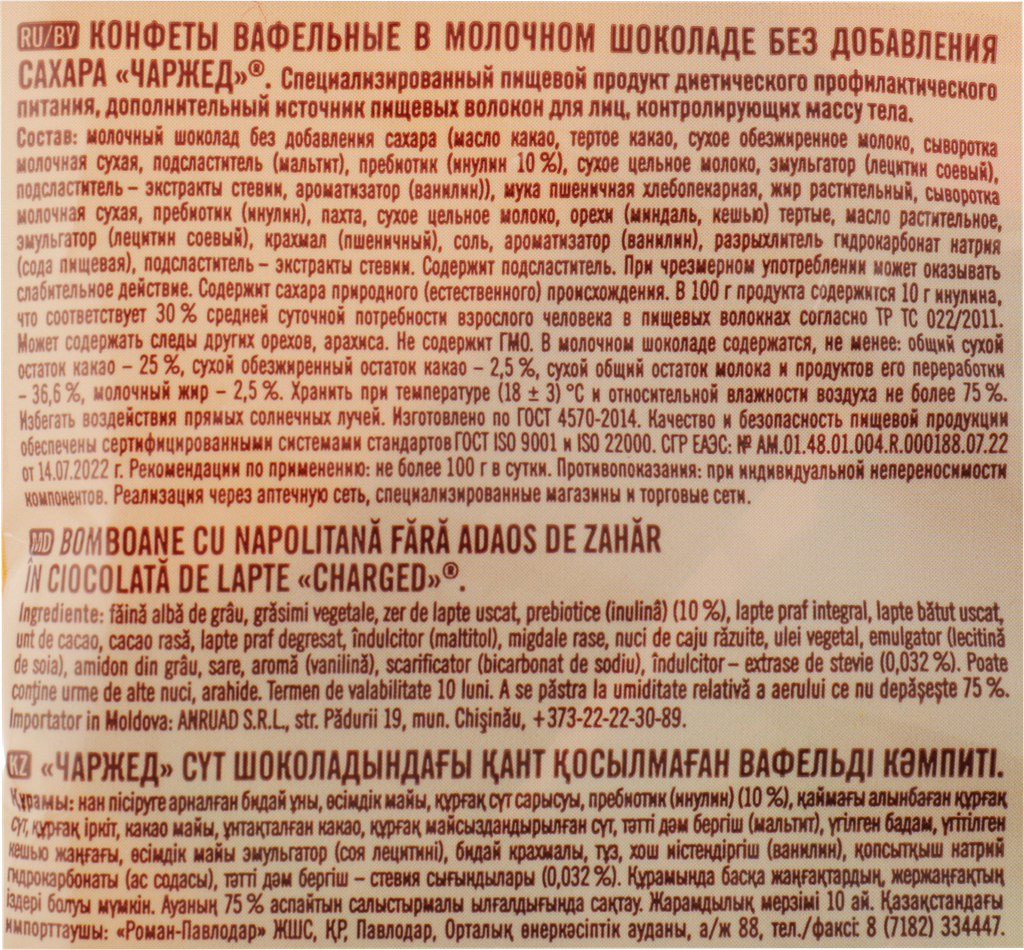 RU/BY КОНФЕТЫ ВАФЕЛЬНЫЕ В МОЛОЧНОМ ШОКОЛАДЕ БЕЗ ДОБАВЛЕНИЯ
САХАРА «ЧАРЖЕД»®. Специализированный пищевой продукт диетического профилактического
питания, дополнительный источник пищевых волокон для лиц, контролирующих массу тела.
Состав: молочный шоколад без добавления сахара (масло какао, тертое какао, сухое обезжиренное молоко, сыворотка
молочная сухая, подсластитель (мальтит), пребиотик (инулин 10 %), сухое цельное молоко, эмульгатор (лецитин соевый),
подсластитель – экстракты стевии, ароматизатор (ванилин)), мука пшеничная хлебопекарная, жир растительный, сыворотка
молочная сухая, пребиотик (инулин), пахта, сухое цельное молоко, орехи (миндаль, кешью) тертые, масло растительное,
эмульгатор (лецитин соевый), крахмал (пшеничный), соль, ароматизатор (ванилин), разрыхлитель гидрокарбонат натрия
(сода пищевая), подсластитель – экстракты стевии. Содержит подсластитель. При чрезмерном употреблении может оказывать
слабительное действие. Содержит сахара природного (естественного) происхождения. В 100 г продукта содержится 10 г инулина,
что соответствует 30 % средней суточной потребности взрослого человека в пищевых волокнах согласно ТР ТС 022/2011.
Может содержать следы других орехов, арахиса. Не содержит ГМО. В молочном шоколаде содержатся, не менее: общий сухой
остаток какао – 25 %, сухой обезжиренный остаток какао – 2,5 %, сухой общий остаток молока и продуктов его переработки
– 36,6 %, молочный жир – 2,5 %. Хранить при температуре (18 ± 3) °С и относительной влажности воздуха не более 75 %.
Избегать воздействия прямых солнечных лучей. Изготовлено по ГОСТ 4570-2014. Качество и безопасность пищевой продукции
обеспечены сертифицированными системами стандартов ГОСТ ISO 9001 и ISO 22000. СГР ЕАЭС: № AM.01.48.01.004.R.000188.07.22
от 14.07.2022 г. Рекомендации по применению: не более 100 г в сутки. Противопоказания: при индивидуальной непереносимости
компонентов. Реализация через аптечную сеть, специализированные магазины и торговые сети.
MD BOMBOANE CU NAPOLITANĂ FĂRĂ ADAOS DE ZAHĂR
ÎN CIOCOLATĂ DE LAPTE «CHARGED»®.
Ingrediente: făină albă de grâu, grăsimi vegetale, zer de lapte uscat, prebiotice (inulină) (10 %), lapte praf integral, lapte bătut uscat,
unt de cacao, cacao rasă, lapte praf degresat, îndulcitor (maltitol), migdale rase, nuci de caju răzuite, ulei vegetal, emulgator (lecitină
de soia), amidon din grâu, sare, aromă (vanilină), scarificator (bicarbonat de sodiu), îndulcitor – extrase de stevie (0,032 %). Poate
conţine urme de alte nuci, arahide. Termen de valabilitate 10 luni. A se păstra la umiditate relativă a aerului ce nu depăşeşte 75 %.
Importator in Moldova: ANRUAD S.R.L., str. Pădurii 19, mun. Chişinău, +373-22-22-30-89.
KZ «ЧАРЖЕД» СҮТ ШОКОЛАДЫНДАҒЫ ҚАНТ ҚОСЫЛМАҒАН ВАФЕЛЬДІ КӘМПИТІ.
Құрамы: нан пісіруге арналған бидай ұны, өсімдік майы, құрғақ сүт сарысуы, пребиотик (инулин) (10 %), қаймағы алынбаған құрғақ
сүт, құрғақ іркіт, какао майы, ұнтақталған какао, құрғақ майсыздандырылған сүт, тәтті дәм бергіш (мальтит), үгілген бадам, үгітілген
кешью жаңғағы, өсімдік майы эмульгатор (соя лецитині), бидай крахмалы, тұз, хош иістендіргіш (ванилин), қопсытқыш натрий
гидрокарбонаты (ас содасы), тәтті дәм бергіш – стевия сығындылары (0,032 %). Құрамында басқа жаңғақтардың, жержаңғақтың
іздері болуы мүмкін. Ауаның 75 % аспайтын салыстырмалы ылғалдығында сақтау. Жарамдылық мерзімі 10 ай. Қазақстандағы
импорттаушы: «Роман-Павлодар» ЖШС, ҚР, Павлодар, Орталық өнеркәсіптік ауданы, а/ж 88, тел./факсі: 8 (7182) 334447.